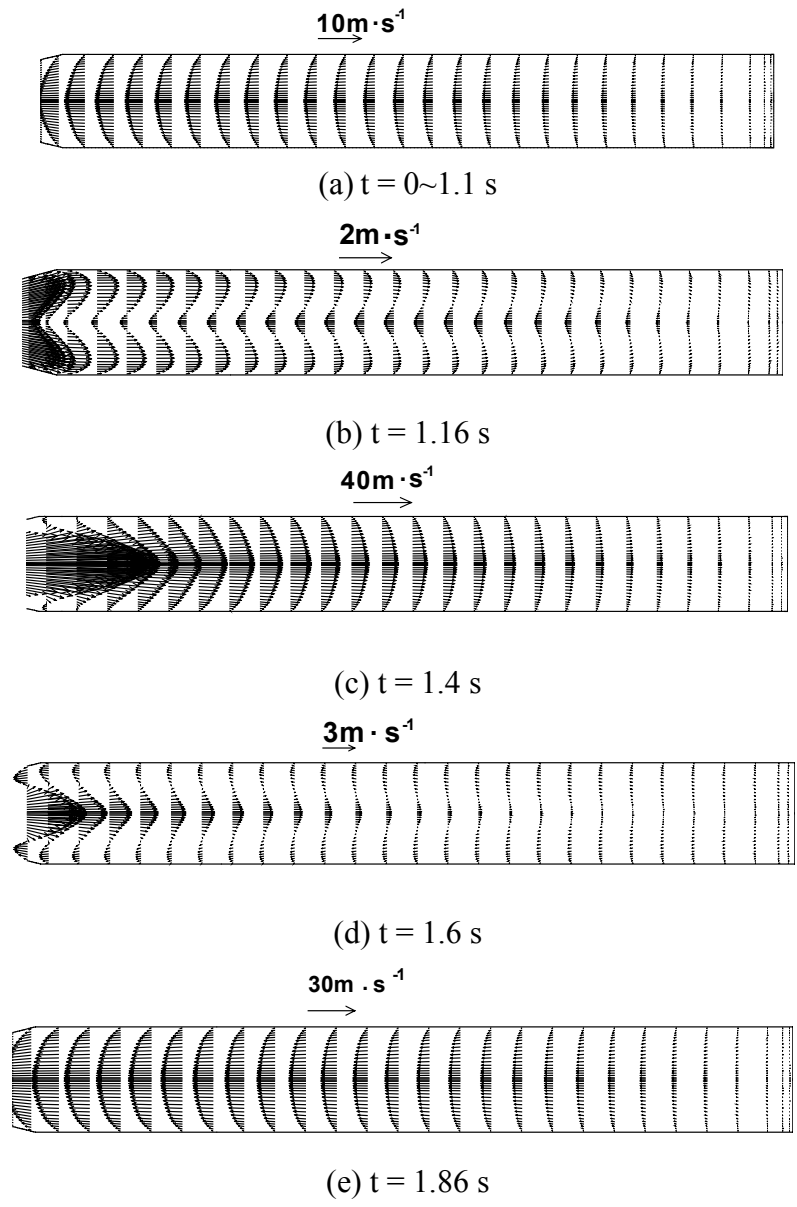 10m·s⁻¹
(a) t = 0~1.1 s
2m·s⁻¹
(b) t = 1.16 s
40m·s⁻¹
(c) t = 1.4 s
3m · s⁻¹
(d) t = 1.6 s
30m . s⁻¹
(e) t = 1.86 s